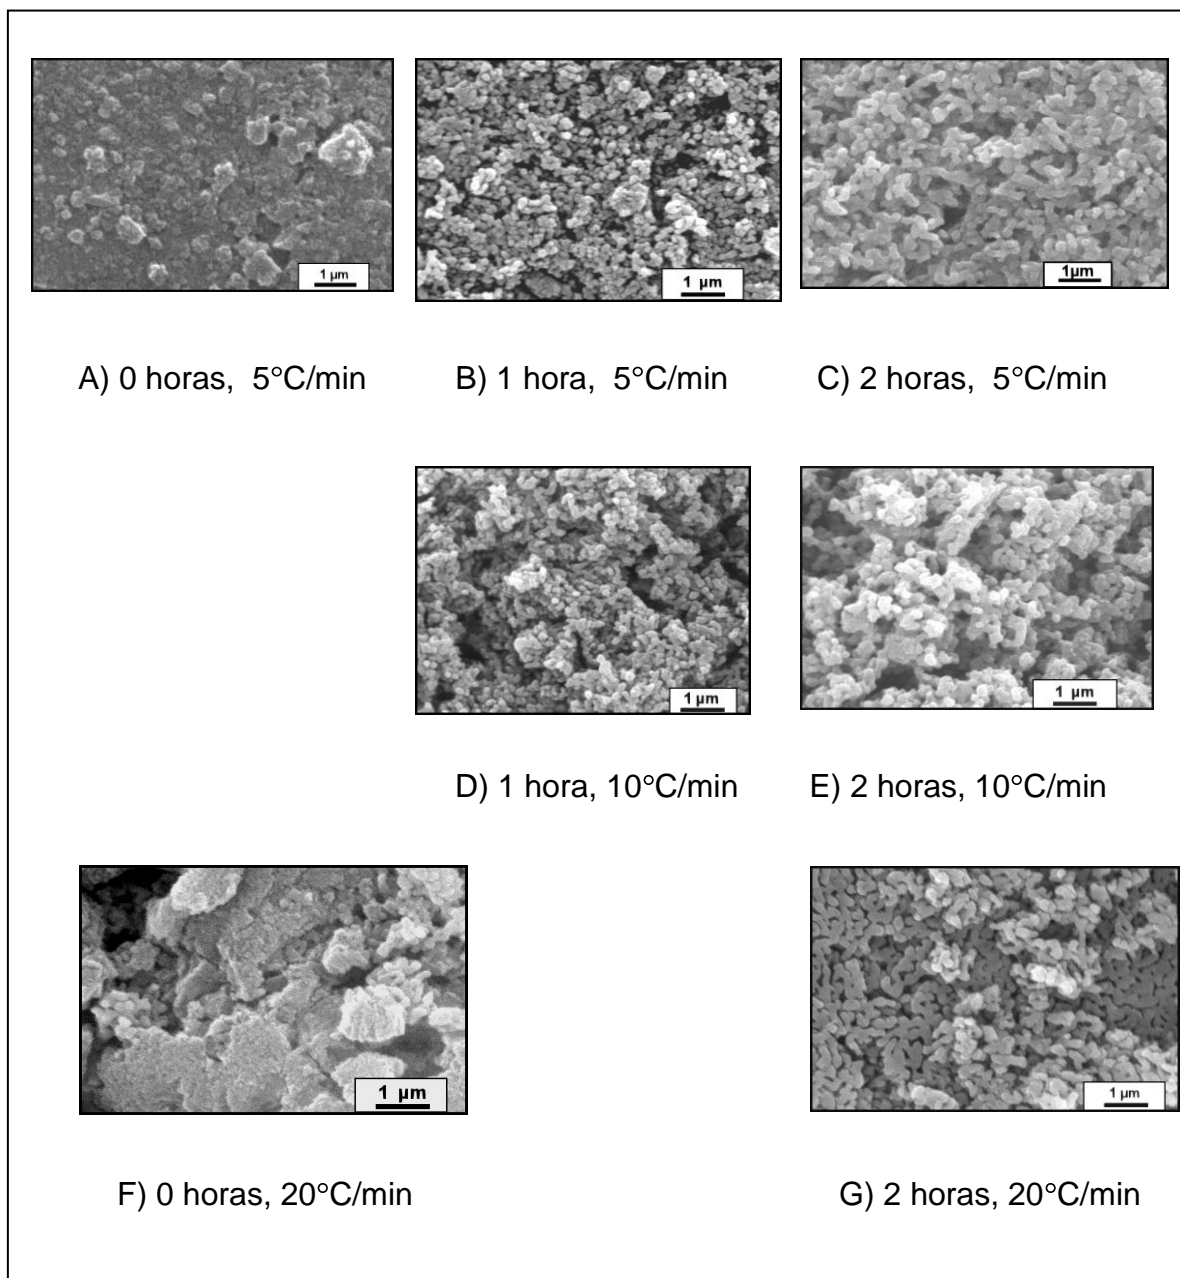 1 µm
1 µm
1µm
A) 0 horas, 5°C/min
B) 1 hora, 5°C/min
C) 2 horas, 5°C/min
1 µm
1 µm
D) 1 hora, 10°C/min
E) 2 horas, 10°C/min
1 µm
1 µm
F) 0 horas, 20°C/min
G) 2 horas, 20°C/min